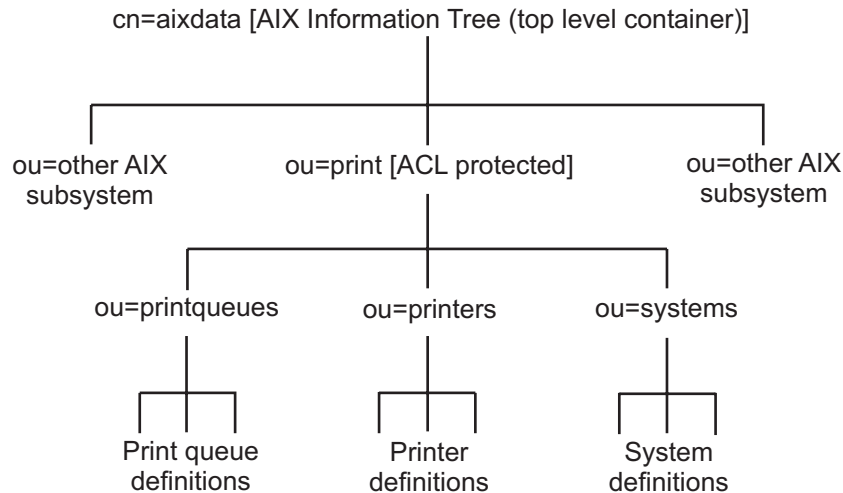 cn=aixdata [AIX Information Tree (top level container)]
ou=other AIX
subsystem
ou=print [ACL protected]
ou=other AIX
subsystem
ou=printqueues
ou=printers
ou=systems
Print queue
definitions
Printer
definitions
System
definitions